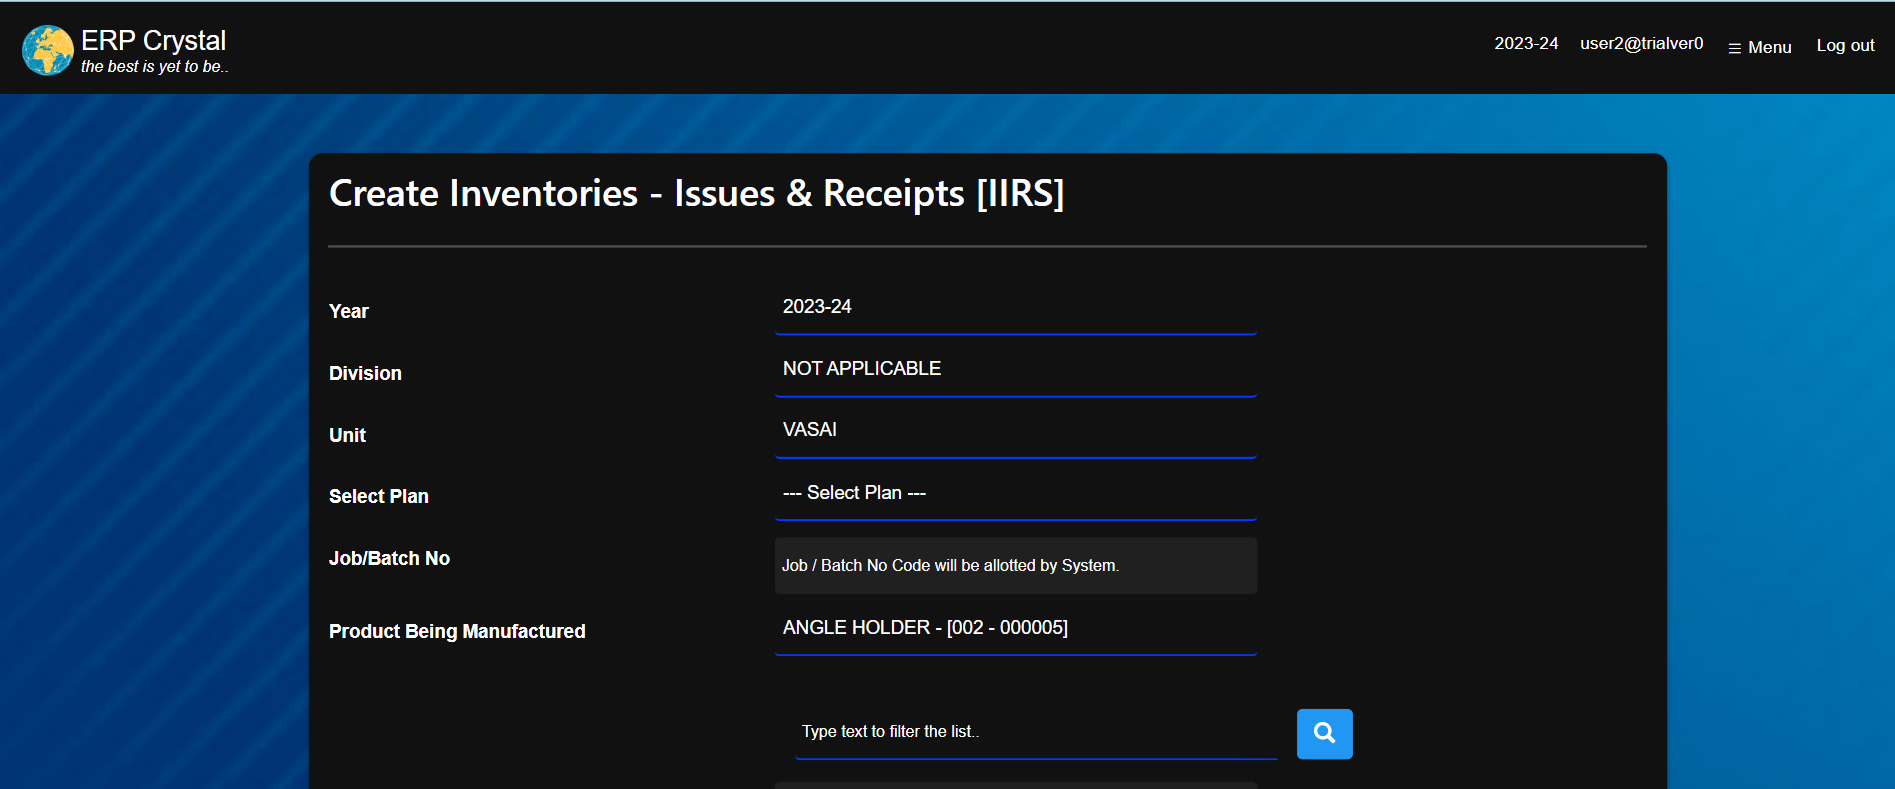 ERP Crystal
the best is yet to be..
2023-24
user2@trialver0
☰ Menu
Log out
Create Inventories - Issues & Receipts [IIRS]
Year
2023-24
Division
NOT APPLICABLE
Unit
VASAI
Select Plan
--- Select Plan ---
Job/Batch No
Job / Batch No Code will be allotted by System.
Product Being Manufactured
ANGLE HOLDER - [002 - 000005]
Type text to filter the list..